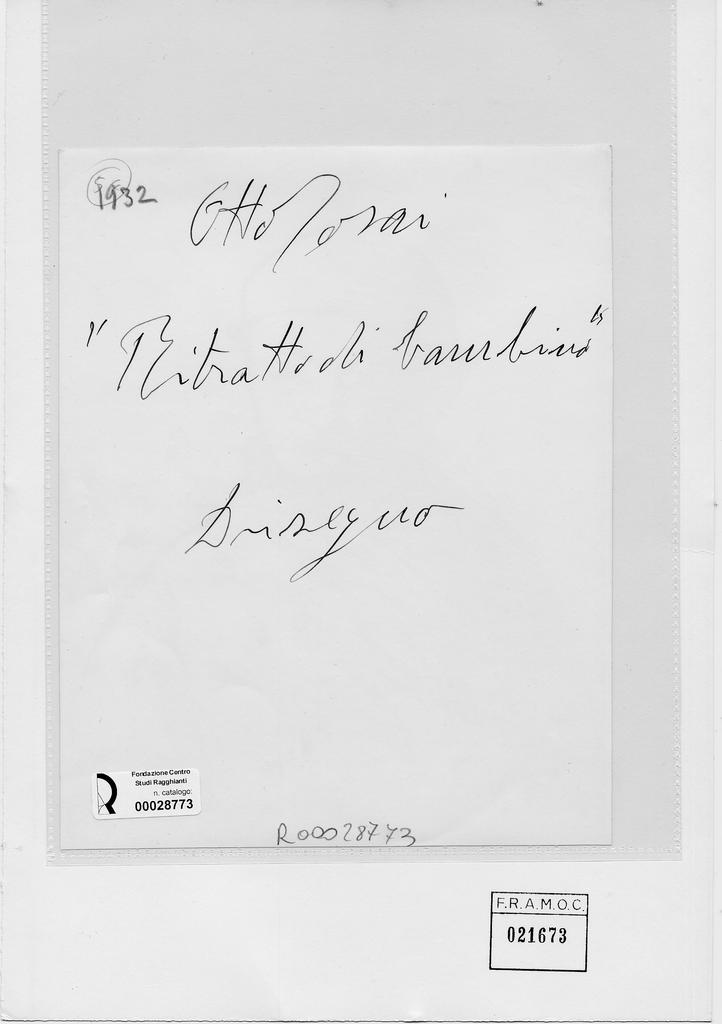 1932
Otto Rosai
"Ritratto di bambino"
Disegno
Fondazione Centro
Studi Ragghianti
n. catalogo:
00028773
R00028773
F.R.A.M.O.C.
021673